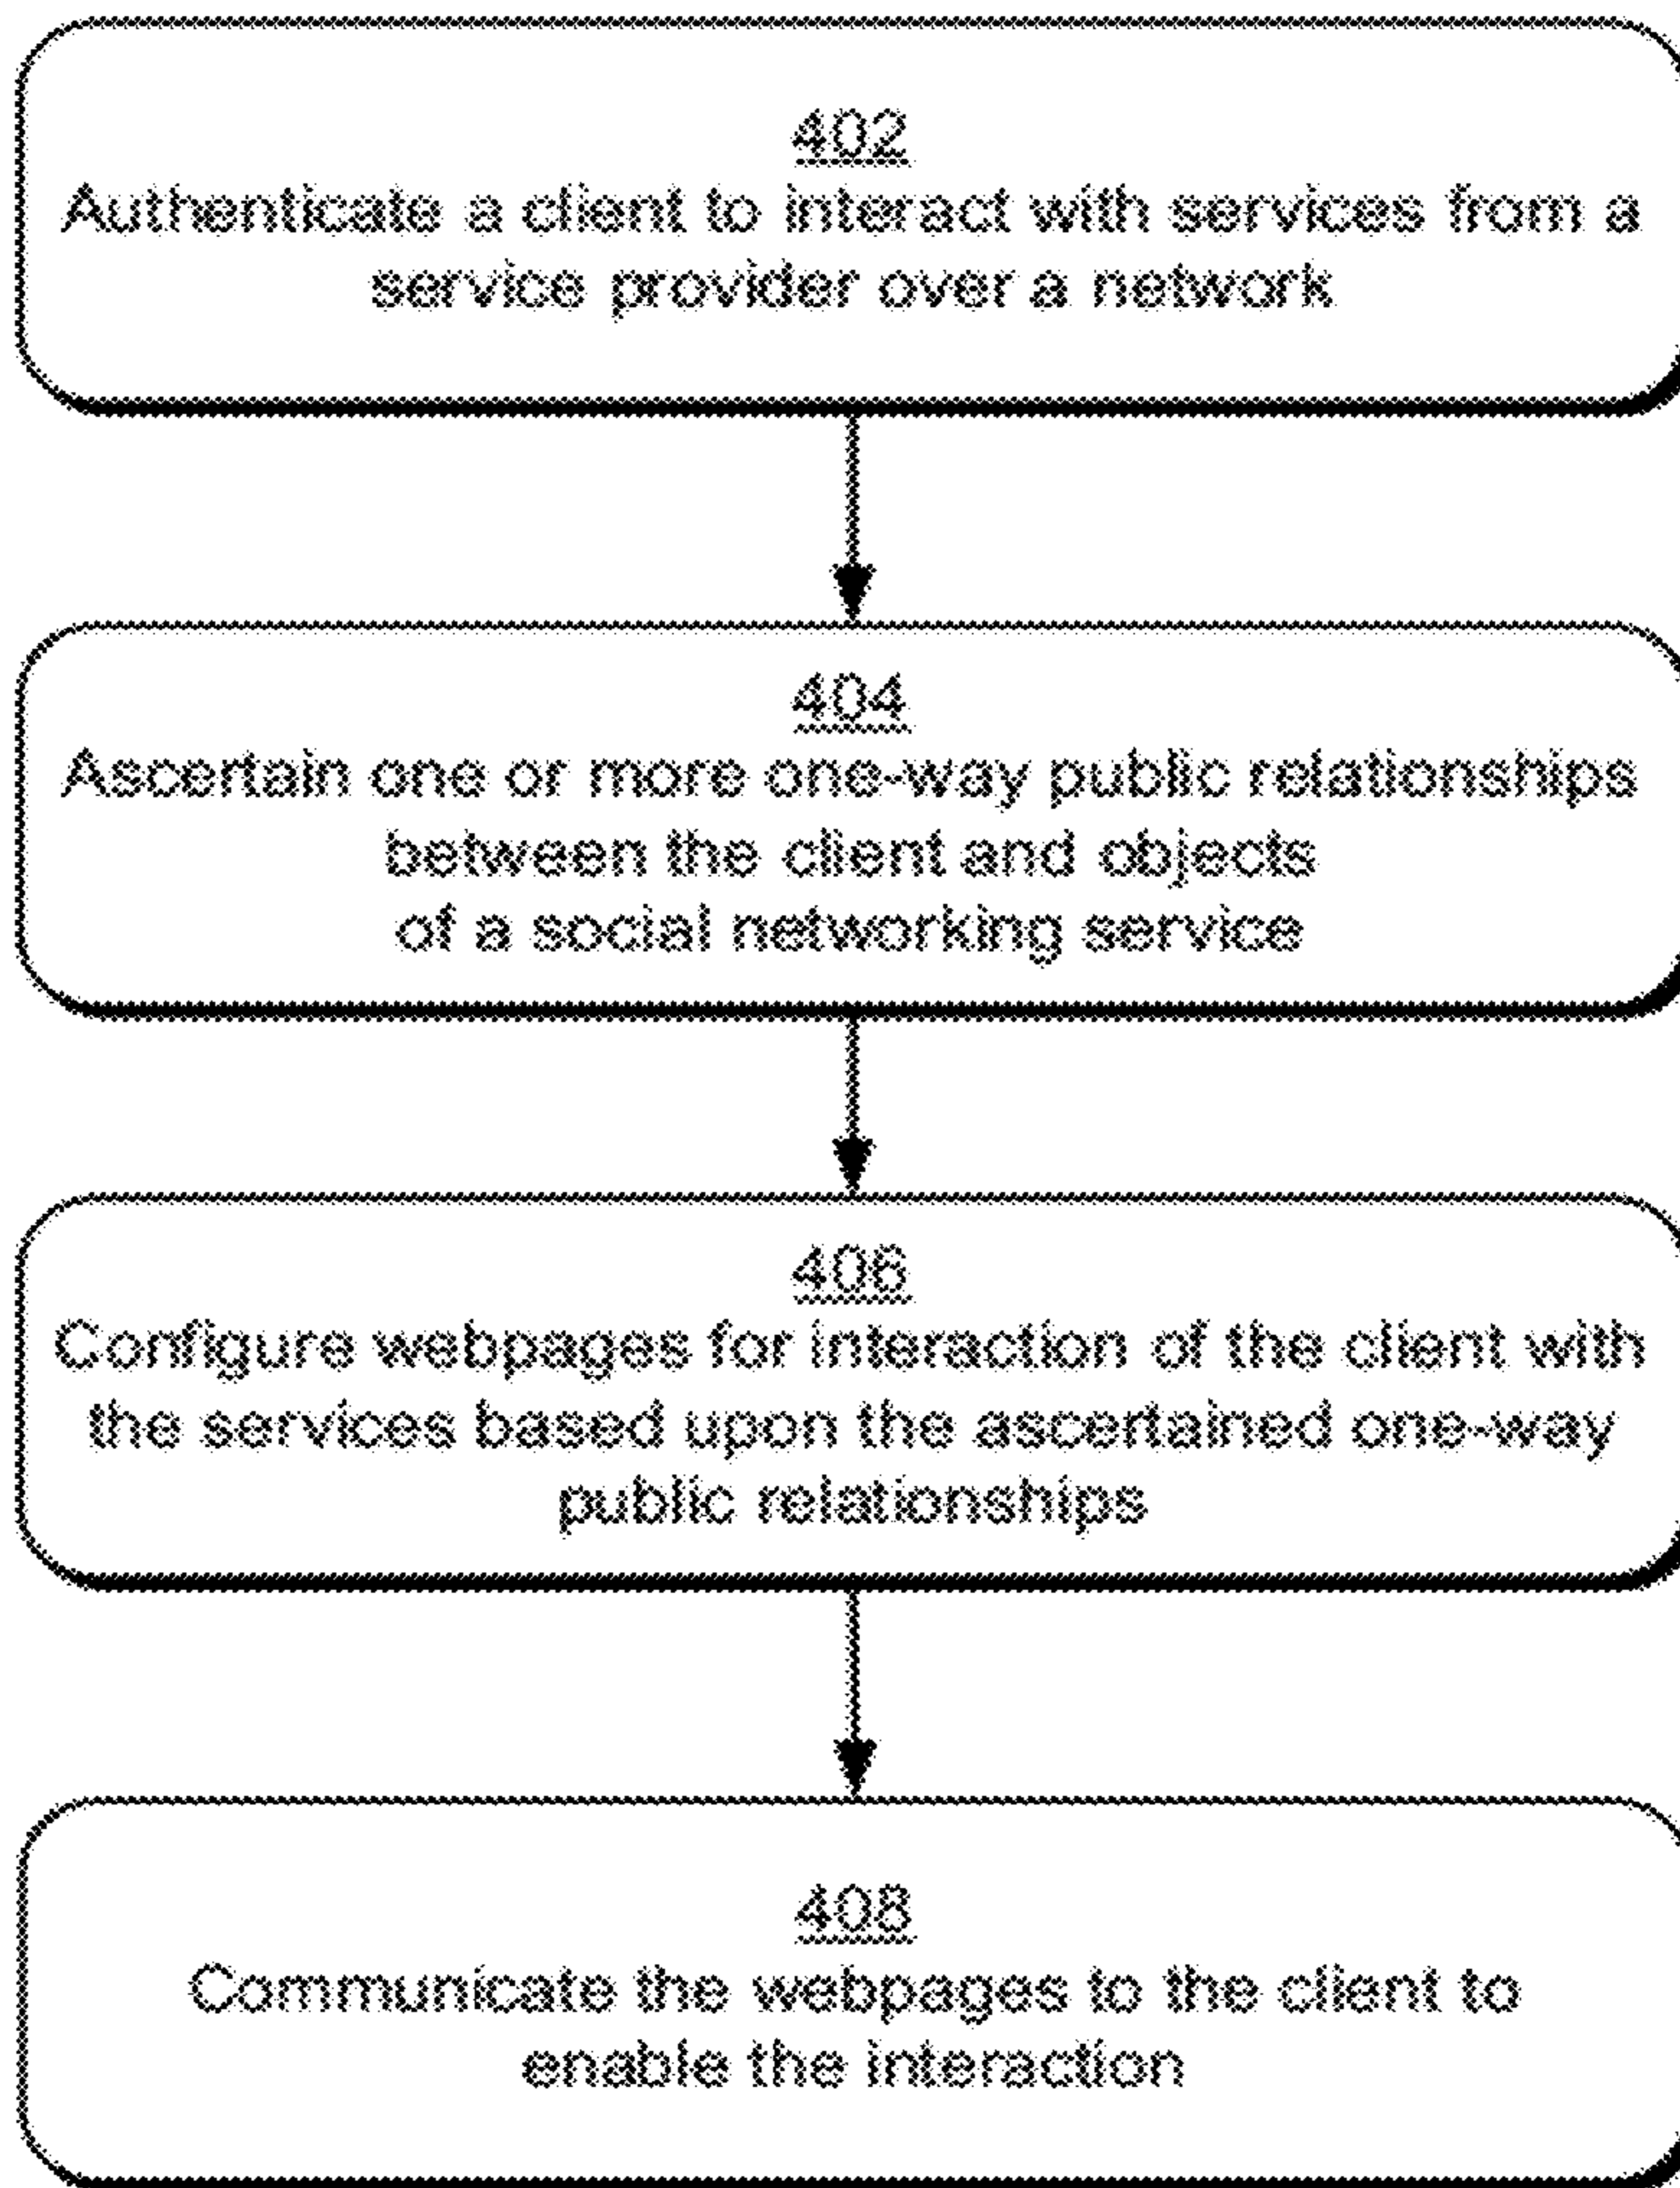 402
Authenticate a client to interact with services from a
service provider over a network
404
Ascertain one or more one-way public relationships
between the client and objects
of a social networking service
406
Configure webpages for interaction of the client with
the services based upon the ascertained one-way
public relationships
408
Communicate the webpages to the client to
enable the interaction